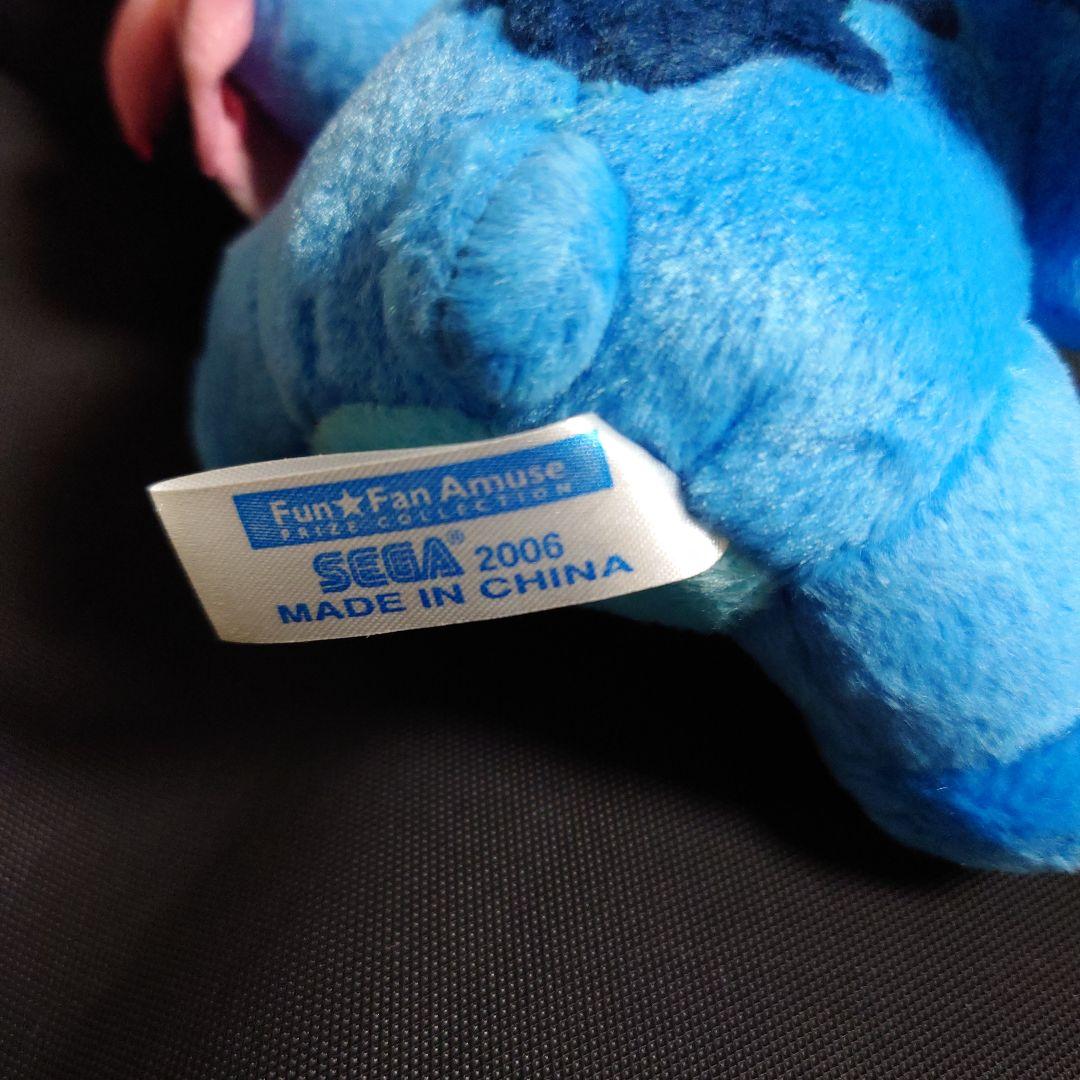 Fun★Fan Amuse
PRIZE COLLECTION
SEGA® 2006
MADE IN CHINA